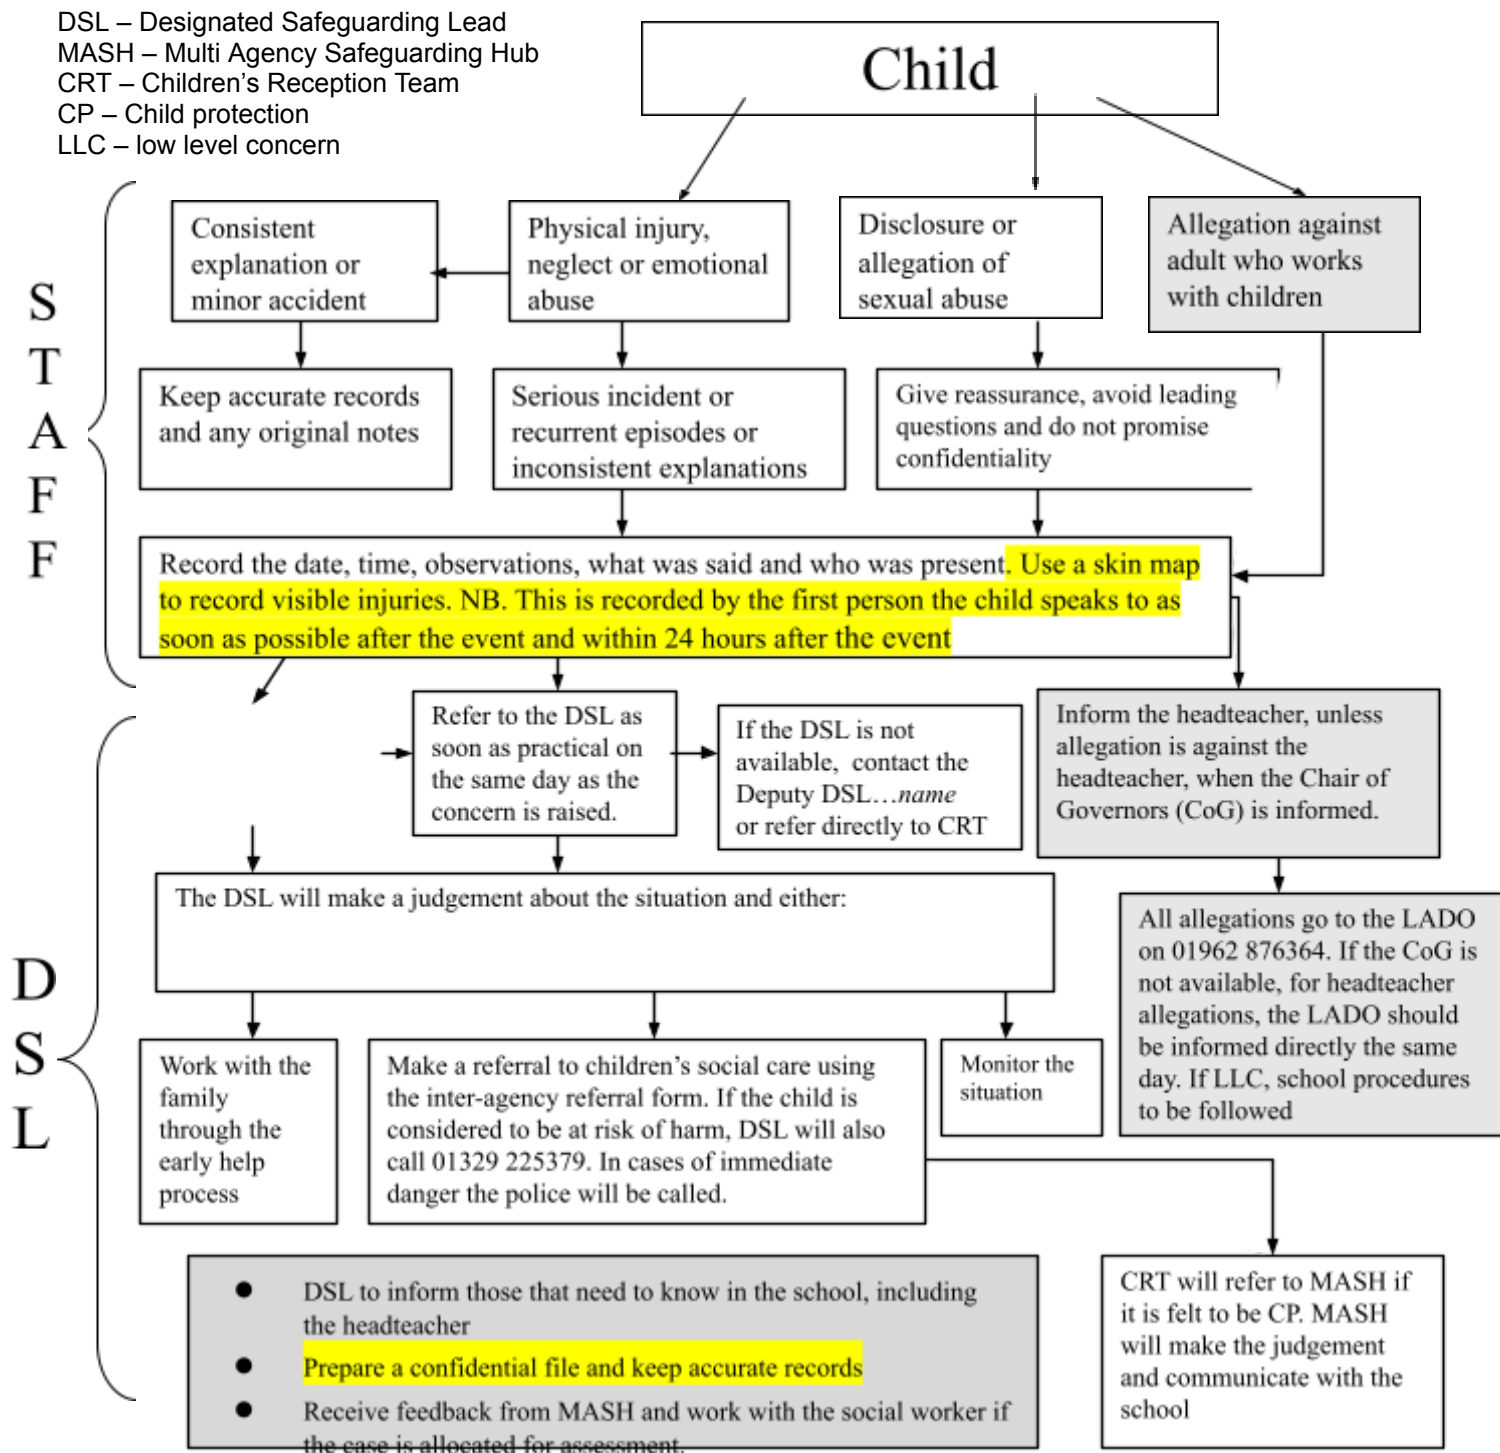 DSL – Designated Safeguarding Lead
MASH – Multi Agency Safeguarding Hub
CRT – Children's Reception Team
CP – Child protection
LLC – low level concern
Child
S
T
A
F
F
Consistent
explanation or
minor accident
Physical injury,
neglect or emotional
abuse
Disclosure or
allegation of
sexual abuse
Allegation against
adult who works
with children
Keep accurate records
and any original notes
Serious incident or
recurrent episodes or
inconsistent explanations
Give reassurance, avoid leading
questions and do not promise
confidentiality
Record the date, time, observations, what was said and who was present. Use a skin map
to record visible injuries. NB. This is recorded by the first person the child speaks to as
soon as possible after the event and within 24 hours after the event
D
S
L
Refer to the DSL as
soon as practical on
the same day as the
concern is raised.
If the DSL is not
available, contact the
Deputy DSL…name
or refer directly to CRT
Inform the headteacher, unless
allegation is against the
headteacher, when the Chair of
Governors (CoG) is informed.
The DSL will make a judgement about the situation and either:
All allegations go to the LADO
on 01962 876364. If the CoG is
not available, for headteacher
allegations, the LADO should
be informed directly the same
day. If LLC, school procedures
to be followed
Work with the
family
through the
early help
process
Make a referral to children's social care using
the inter-agency referral form. If the child is
considered to be at risk of harm, DSL will also
call 01329 225379. In cases of immediate
danger the police will be called.
Monitor the
situation
● DSL to inform those that need to know in the school, including
the headteacher
● Prepare a confidential file and keep accurate records
● Receive feedback from MASH and work with the social worker if
the case is allocated for assessment.
CRT will refer to MASH if
it is felt to be CP. MASH
will make the judgement
and communicate with the
school